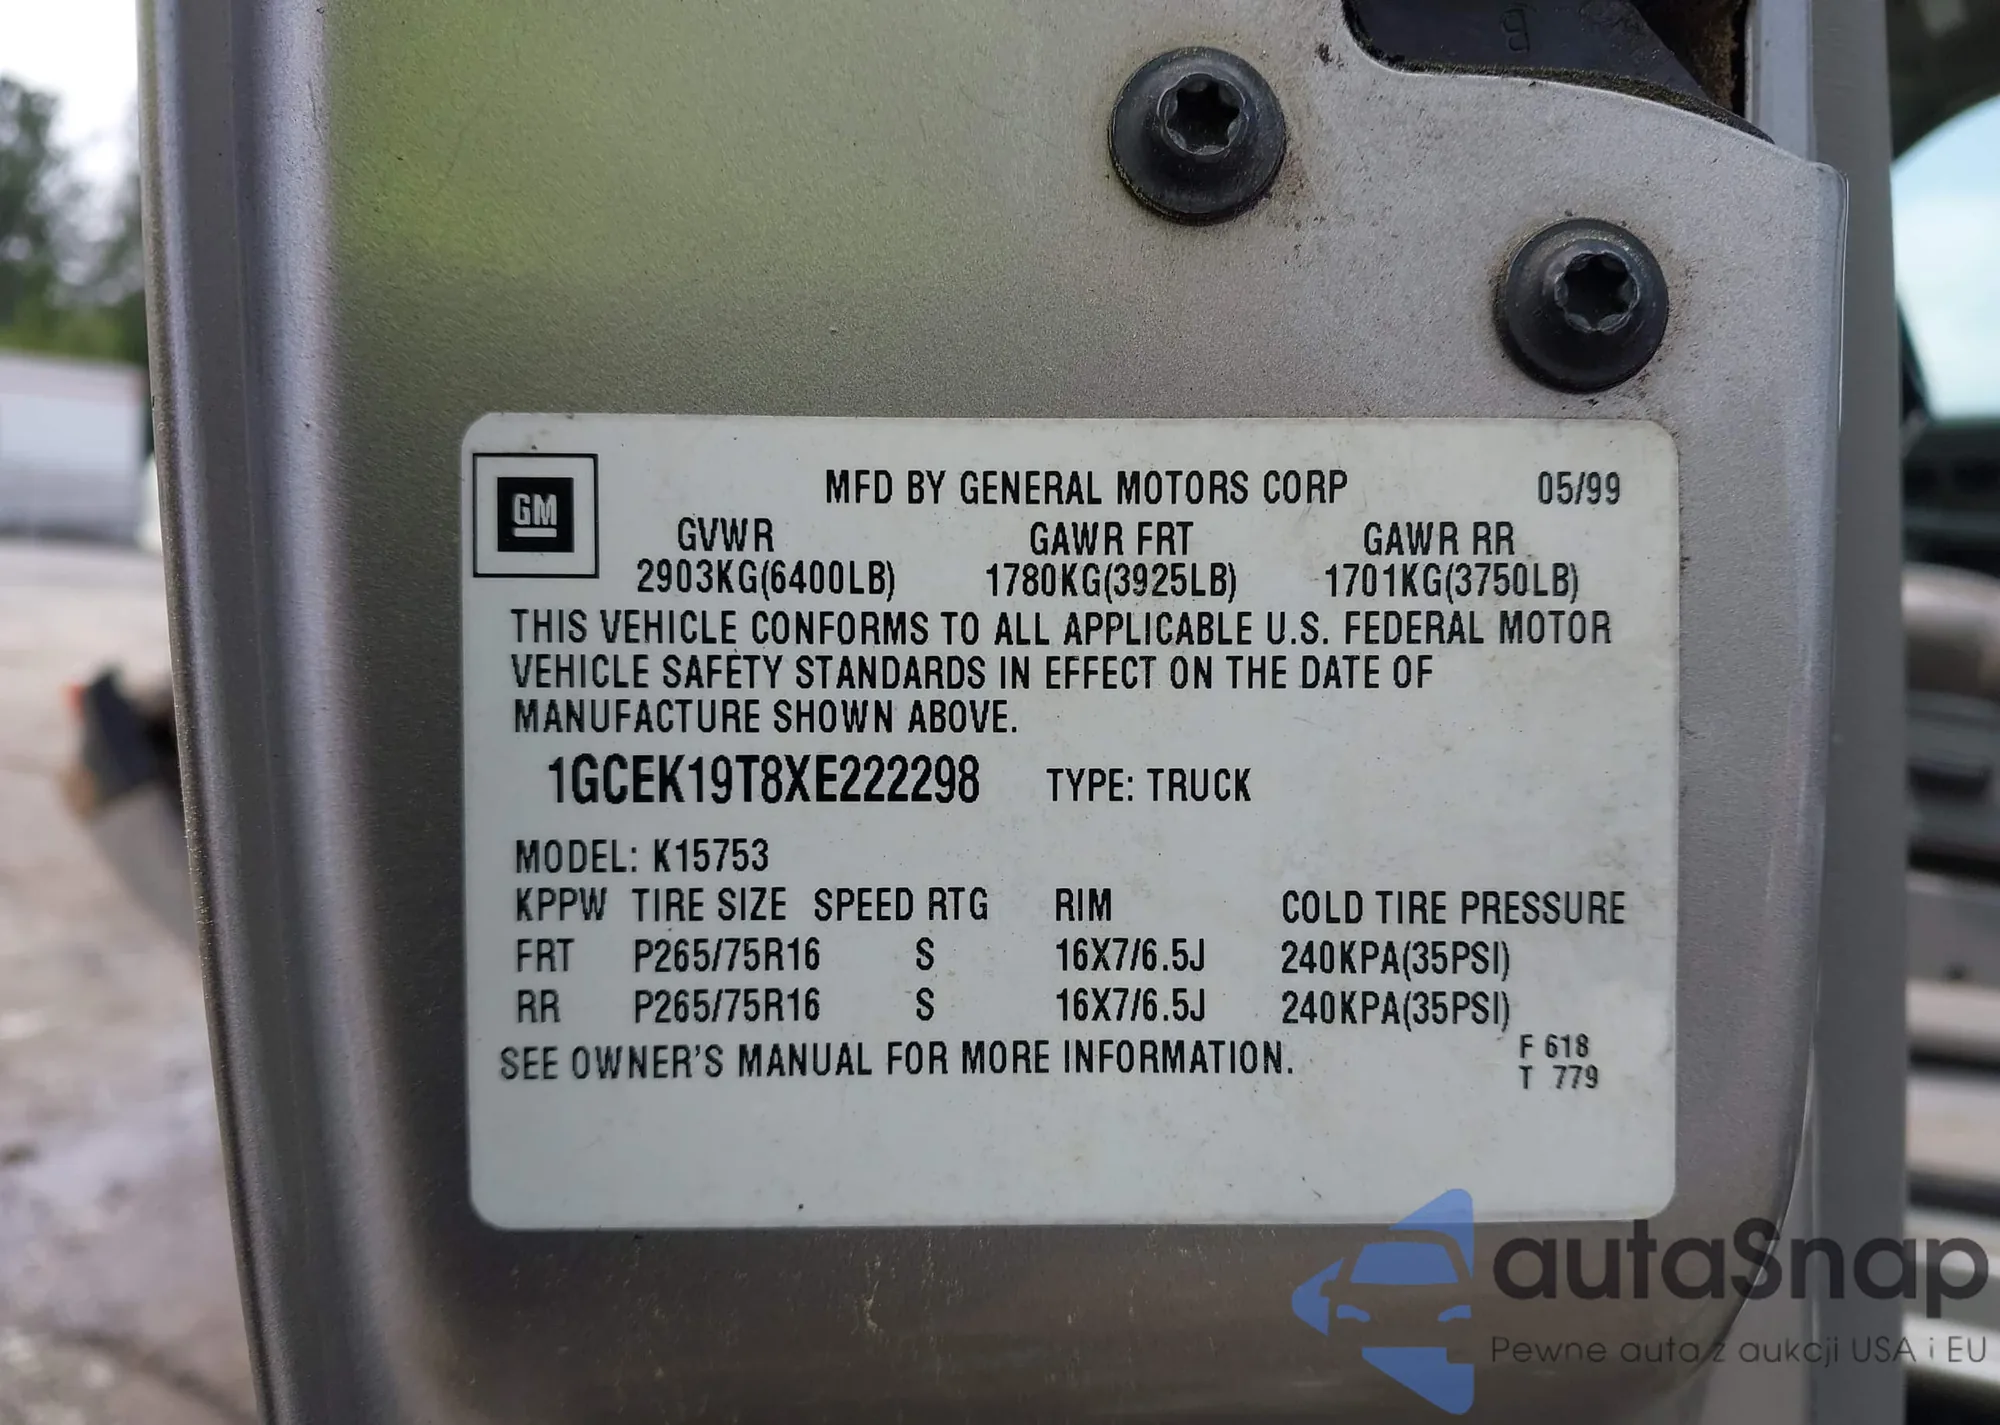 GM
MFD BY GENERAL MOTORS CORP 05/99
GVWR GAWR FRT GAWR RR
2903KG(6400LB) 1780KG(3925LB) 1701KG(3750LB)
THIS VEHICLE CONFORMS TO ALL APPLICABLE U.S. FEDERAL MOTOR
VEHICLE SAFETY STANDARDS IN EFFECT ON THE DATE OF
MANUFACTURE SHOWN ABOVE.
1GCEK19T8XE222298 TYPE: TRUCK
MODEL: K15753
KPPW TIRE SIZE SPEED RTG RIM COLD TIRE PRESSURE
FRT P265/75R16 S 16X7/6.5J 240KPA(35PSI)
RR P265/75R16 S 16X7/6.5J 240KPA(35PSI)
SEE OWNER'S MANUAL FOR MORE INFORMATION.
F 618
T 779
autaSnap
Pewne auta z aukcji USA i EU